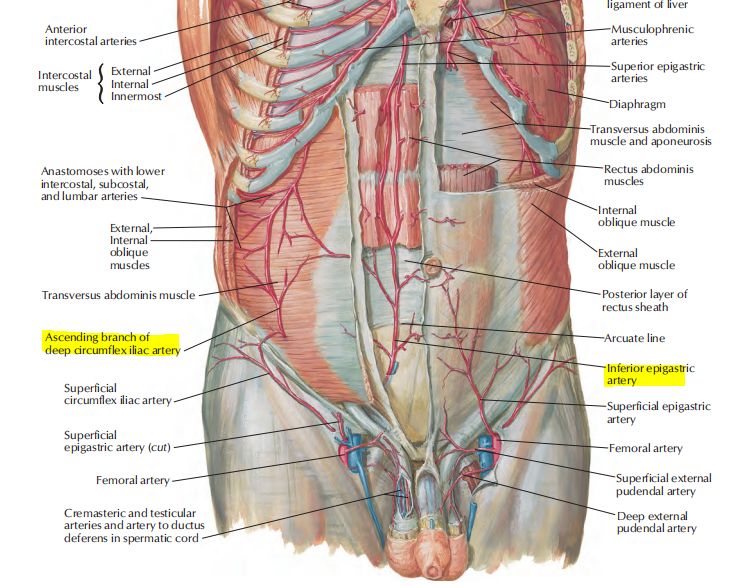 Anterior
intercostal arteries
Intercostal
muscles
External
Internal
Innermost
Anastomoses with lower
intercostal, subcostal,
and lumbar arteries
External,
Internal
oblique
muscles
Transversus abdominis muscle
Ascending branch of
deep circumflex iliac artery
Superficial
circumflex iliac artery
Superficial
epigastric artery (cut)
Femoral artery
Cremasteric and testicular
arteries and artery to ductus
deferens in spermatic cord
ligament of liver
Musculophrenic
arteries
Superior epigastric
arteries
Diaphragm
Transversus abdominis
muscle and aponeurosis
Rectus abdominis
muscles
Internal
oblique muscle
External
oblique muscle
Posterior layer of
rectus sheath
Arcuate line
Inferior epigastric
artery
Superficial epigastric
artery
Femoral artery
Superficial external
pudendal artery
Deep external
pudendal artery